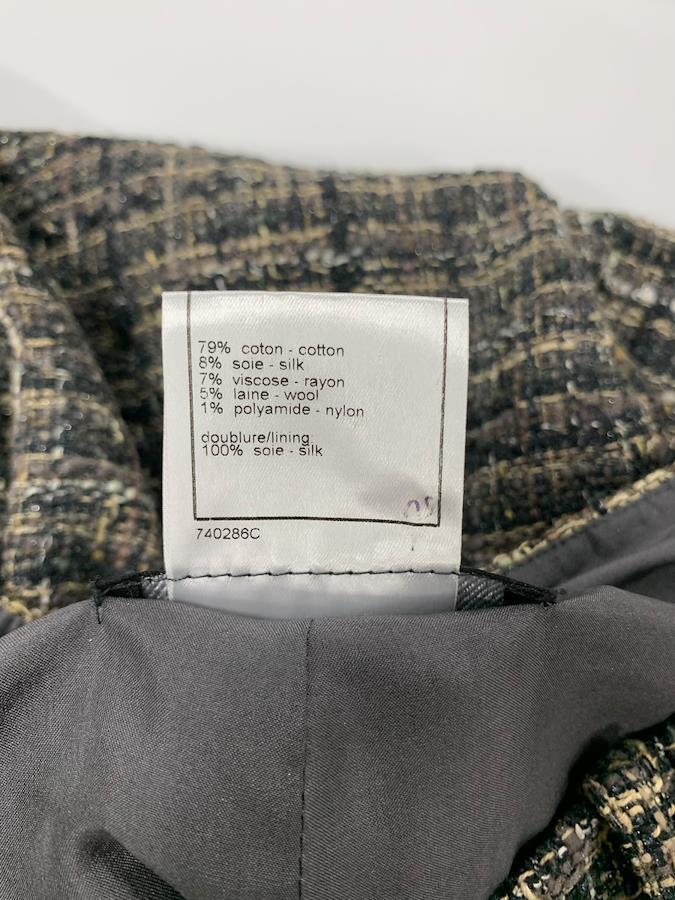 79% coton - cotton
8% soie - silk
7% viscose - rayon
5% laine - wool
1% polyamide - nylon
doublure/lining:
100% soie - silk
740286C